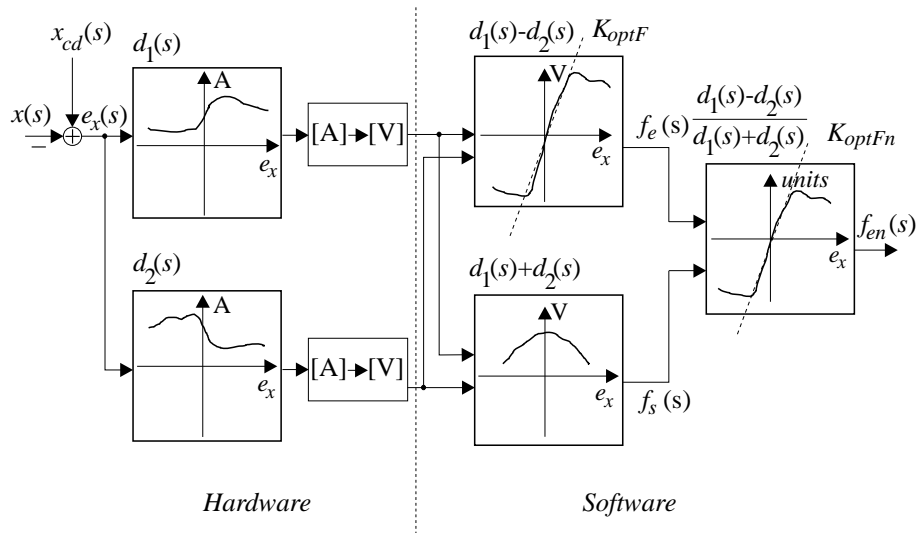 x_cd(s)
d_1(s)
A
x(s)
e_x(s)
−
e_x
[A]→[V]
d_2(s)
A
e_x
[A]→[V]
d_1(s)-d_2(s)
K_optF
V
e_x
f_e(s)
d_1(s)+d_2(s)
V
e_x
f_s(s)
d_1(s)-d_2(s)
d_1(s)+d_2(s)
K_optFn
units
e_x
f_en(s)
Hardware
Software